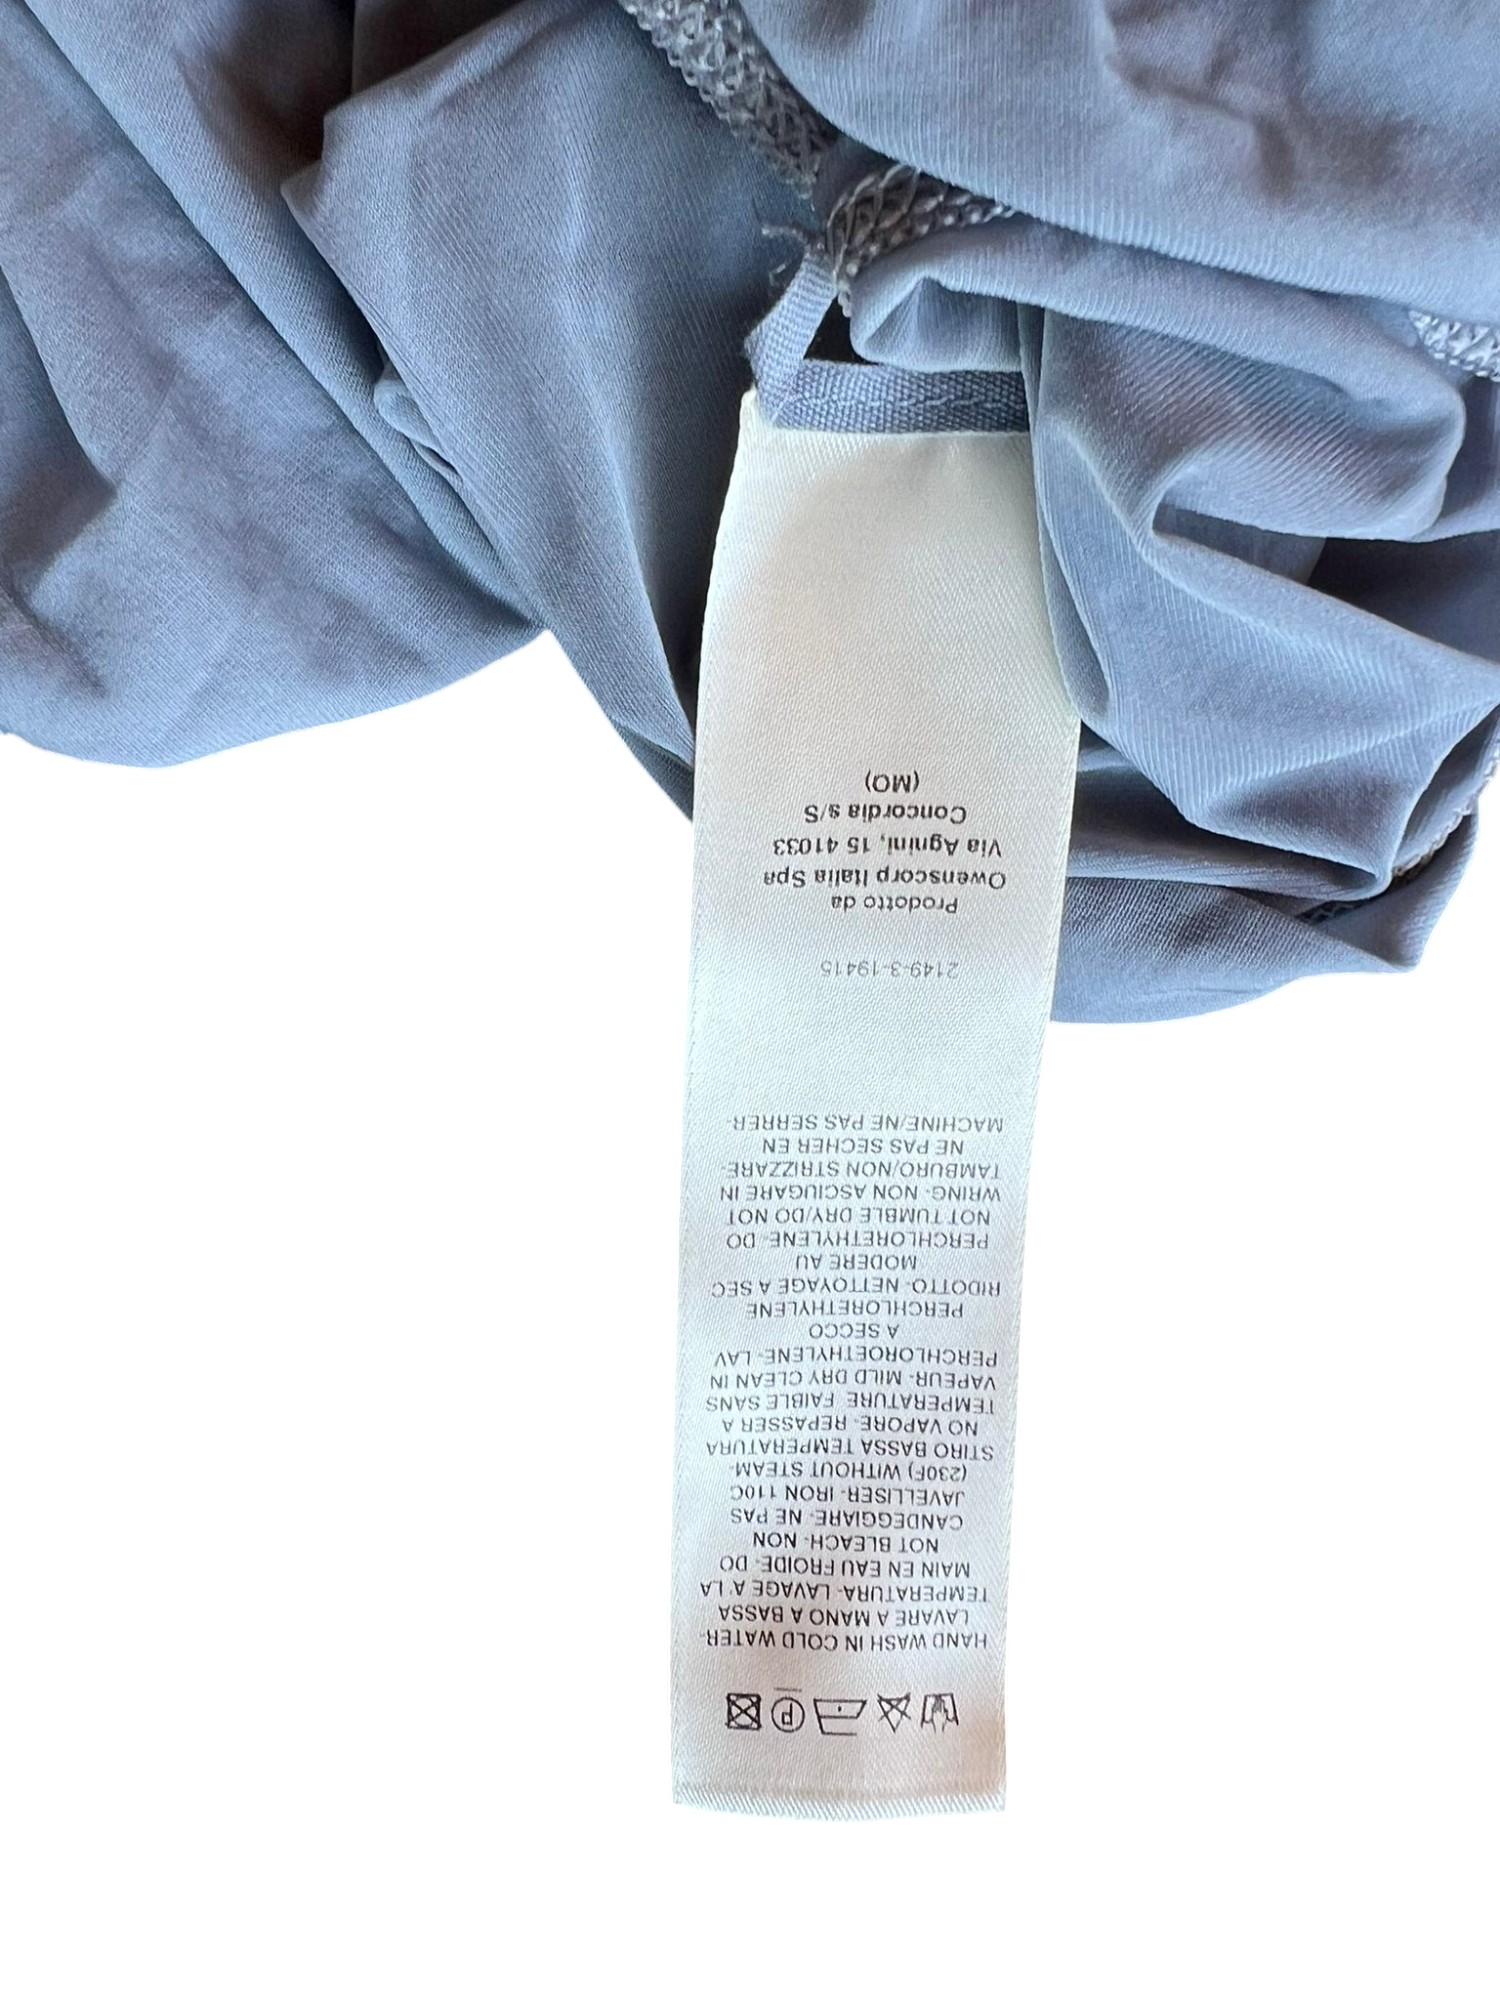 HAND WASH IN COLD WATER-
LAVARE A MANO A BASSA
TEMPERATURA- LAVAGE A 'LA
MAIN EN EAU FROIDE- DO
NOT BLEACH- NON
CANDEGGIARE- NE PAS
JAVELLISER- IRON 110C
(230F) WITHOUT STEAM-
STIRO BASSA TEMPERATURA
NO VAPORE- REPASSER A
TEMPERATURE FAIBLE SANS
VAPEUR- MILD DRY CLEAN IN
PERCHLOROETHYLENE- LAV
A SECCO
PERCHLORETHYLENE
RIDOTTO- NETTOYAGE A SEC
MODERE AU
PERCHLORETHYLENE- DO
NOT TUMBLE DRY/DO NOT
WRING- NON ASCIUGARE IN
TAMBURO/NON STRIZZARE-
NE PAS SECHER EN
MACHINE/NE PAS SERRER-
2149-3-19415
Prodotto da
Owenscorp Italia Spa
Via Agnini, 15 41033
Concordia s/S
(MO)